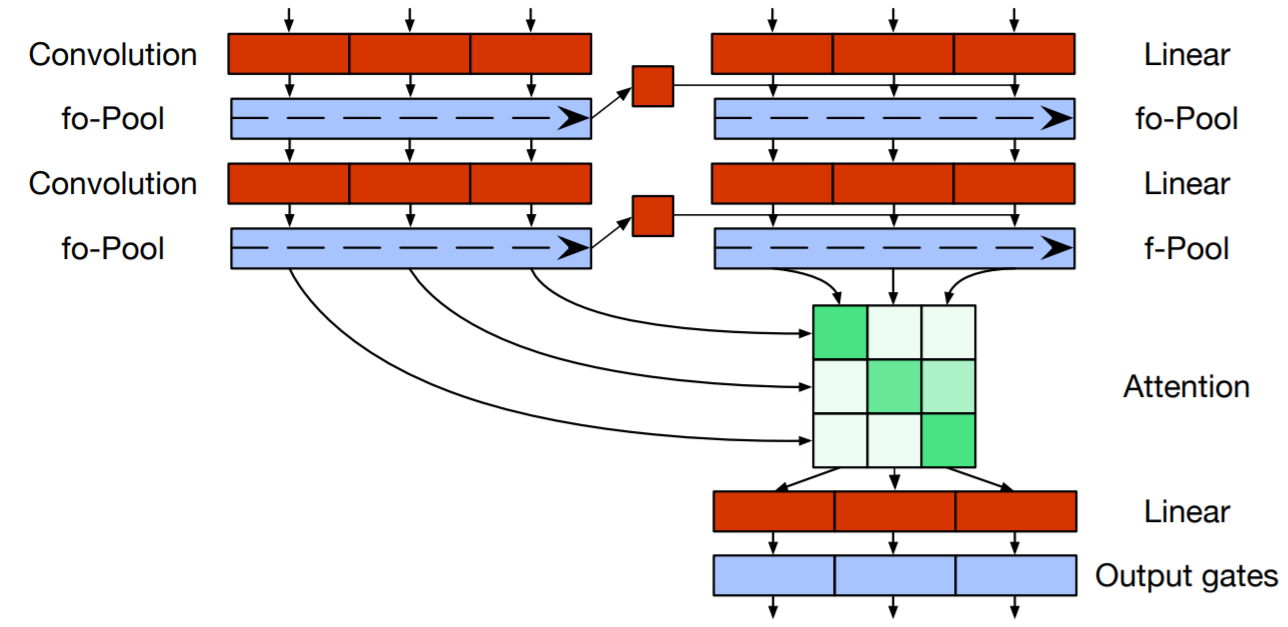 Convolution
Linear
fo-Pool
fo-Pool
Convolution
Linear
fo-Pool
f-Pool
Attention
Linear
Output gates